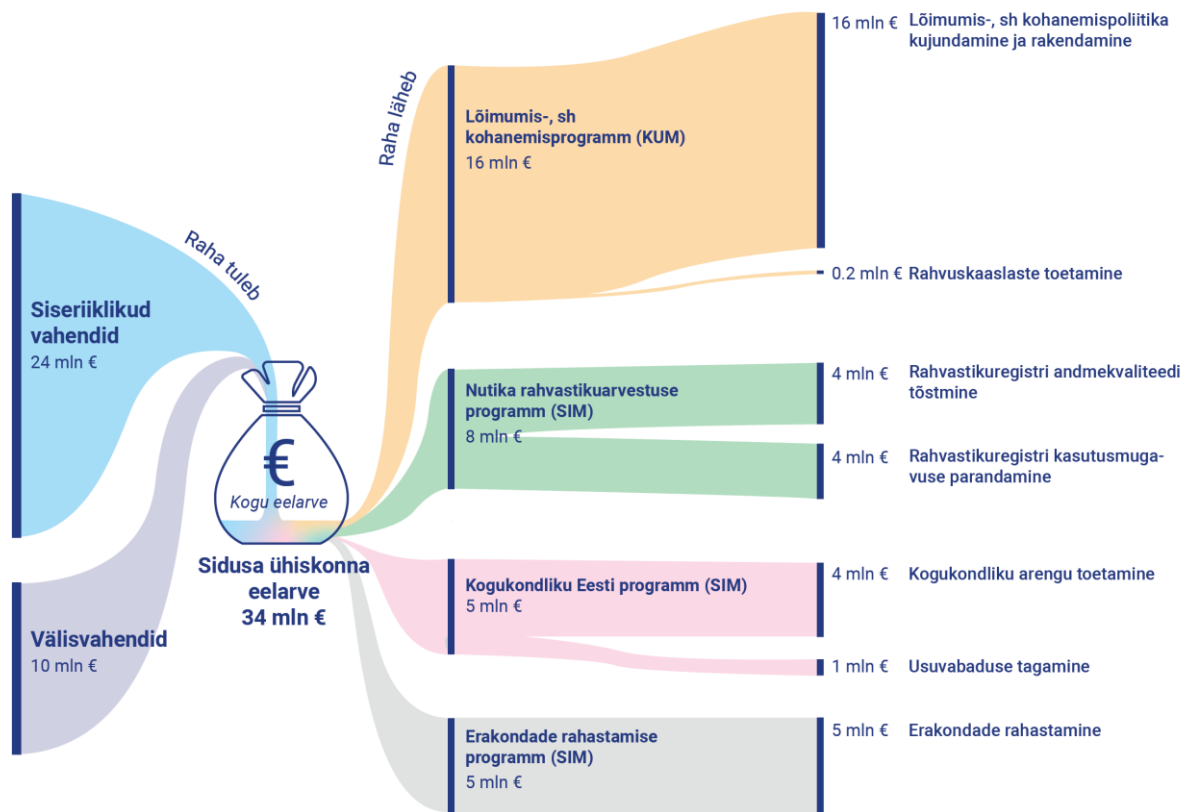 Raha tuleb
Siseriiklikud
vahendid
24 mln €
Välisvahendid
10 mln €
€
Kogu eelarve
Sidusa ühiskonna
eelarve
34 mln €
Raha läheb
Lõimumis-, sh
kohanemisprogramm (KUM)
16 mln €
16 mln € Lõimumis-, sh kohanemispoliitika
kujundamine ja rakendamine
0.2 mln € Rahvuskaaslaste toetamine
Nutika rahvastikuarvestuse
programm (SIM)
8 mln €
4 mln € Rahvastikuregistri andmekvaliteedi
tõstmine
4 mln € Rahvastikuregistri kasutusmuga-
vuse parandamine
Kogukondliku Eesti programm (SIM)
5 mln €
4 mln € Kogukondliku arengu toetamine
1 mln € Usuvabaduse tagamine
Erakondade rahastamise
programm (SIM)
5 mln €
5 mln € Erakondade rahastamine